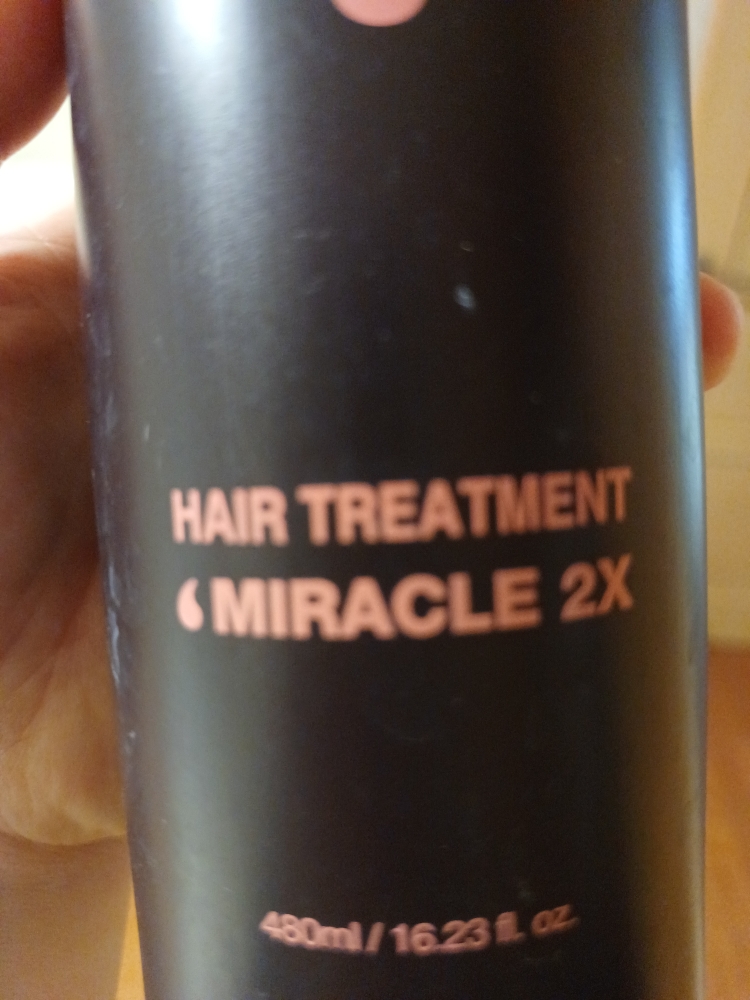 HAIR TREATMENT
‘MIRACLE 2X
480ml / 16.23 fl. oz.